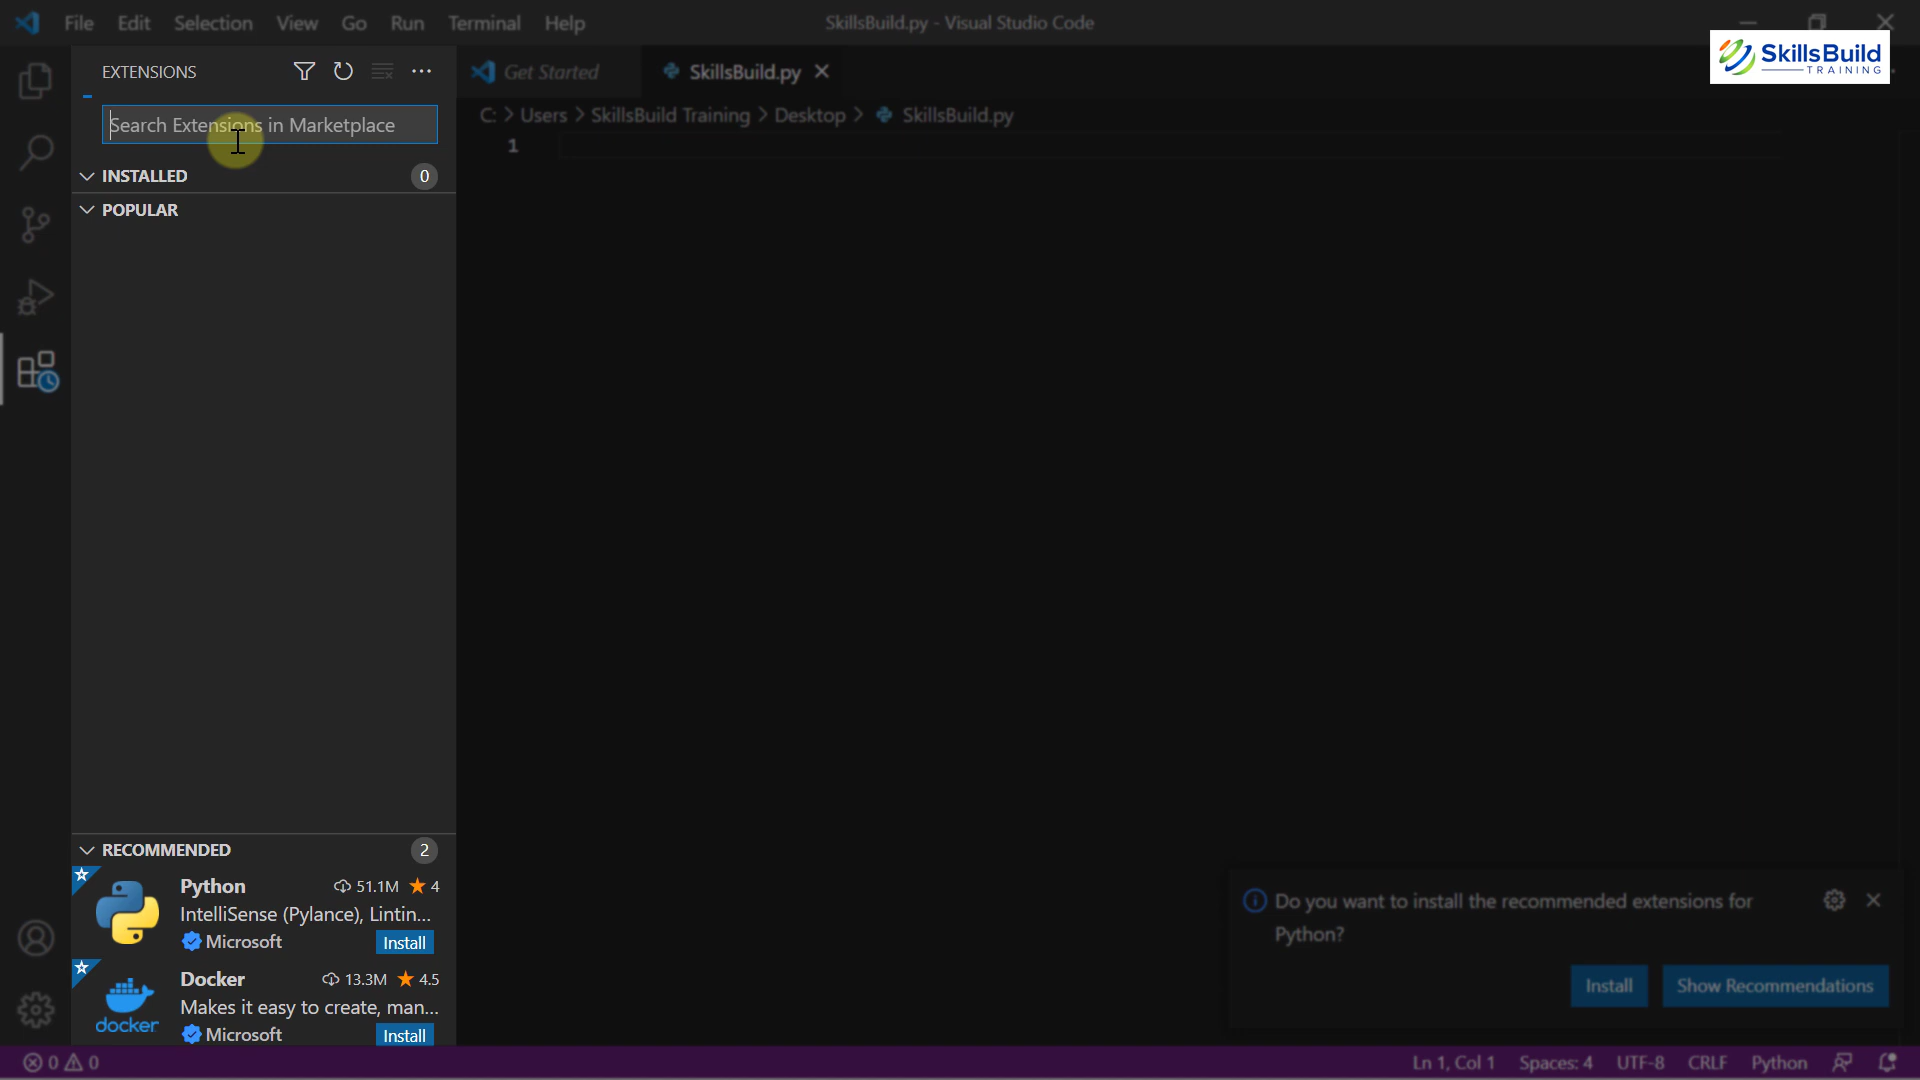 File Edit Selection View Go Run Terminal Help
SkillsBuild.py - Visual Studio Code
SkillsBuild
TRAINING
EXTENSIONS
Get Started
SkillsBuild.py
Search Extensions in Marketplace
C: > Users > SkillsBuild Training > Desktop > SkillsBuild.py
1
INSTALLED 0
POPULAR
RECOMMENDED 2
Python 51.1M ★ 4
IntelliSense (Pylance), Lintin...
Microsoft Install
Docker 13.3M ★ 4.5
Makes it easy to create, man...
docker
Microsoft Install
Do you want to install the recommended extensions for
Python?
Install Show Recommendations
0 0
Ln 1, Col 1 Spaces: 4 UTF-8 CRLF Python